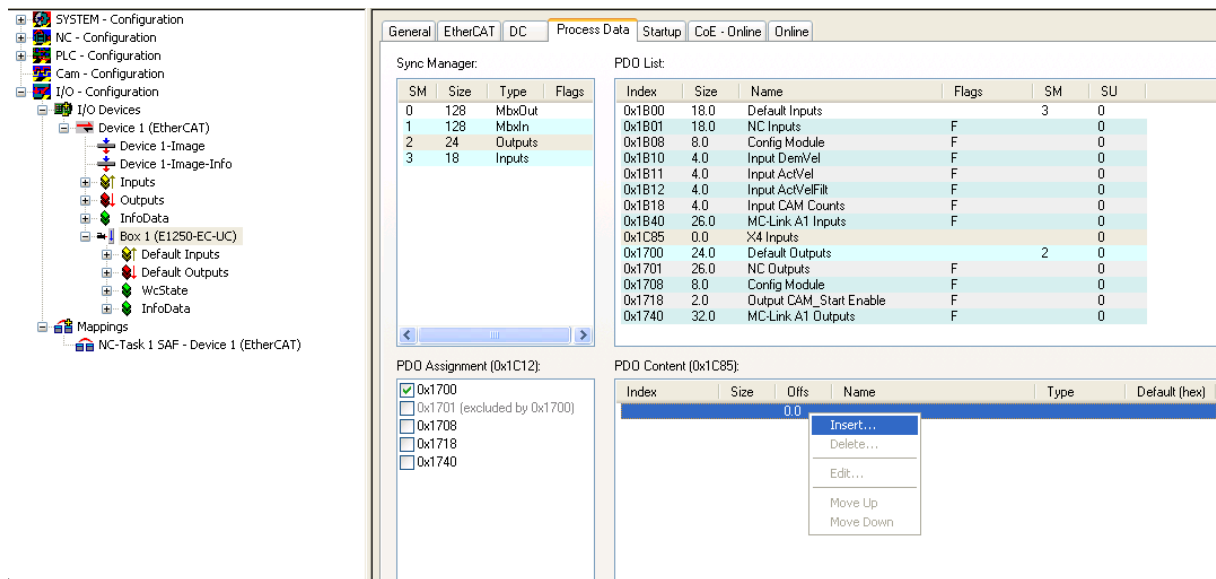 SYSTEM - Configuration
NC - Configuration
PLC - Configuration
Cam - Configuration
I/O - Configuration
I/O Devices
Device 1 (EtherCAT)
Device 1-Image
Device 1-Image-Info
Inputs
Outputs
InfoData
Box 1 (E1250-EC-UC)
Default Inputs
Default Outputs
WcState
InfoData
Mappings
NC-Task 1 SAF - Device 1 (EtherCAT)
General EtherCAT DC Process Data Startup CoE - Online Online
Sync Manager:
SM Size Type Flags
0 128 MbxOut
1 128 MbxIn
2 24 Outputs
3 18 Inputs
PDO List:
Index Size Name Flags SM SU
0x1B00 18.0 Default Inputs 3 0
0x1B01 18.0 NC Inputs F 0
0x1B08 8.0 Config Module F 0
0x1B10 4.0 Input DemVel F 0
0x1B11 4.0 Input ActVel F 0
0x1B12 4.0 Input ActVelFilt F 0
0x1B18 4.0 Input CAM Counts F 0
0x1B40 26.0 MC-Link A1 Inputs F 0
0x1C85 0.0 X4 Inputs 0
0x1700 24.0 Default Outputs 2 0
0x1701 26.0 NC Outputs F 0
0x1708 8.0 Config Module F 0
0x1718 2.0 Output CAM_Start Enable F 0
0x1740 32.0 MC-Link A1 Outputs F 0
PDO Assignment (0x1C12):
0x1700
0x1701 (excluded by 0x1700)
0x1708
0x1718
0x1740
PDO Content (0x1C85):
Index Size Offs Name Type Default (hex)
0.0
Insert...
Delete...
Edit...
Move Up
Move Down